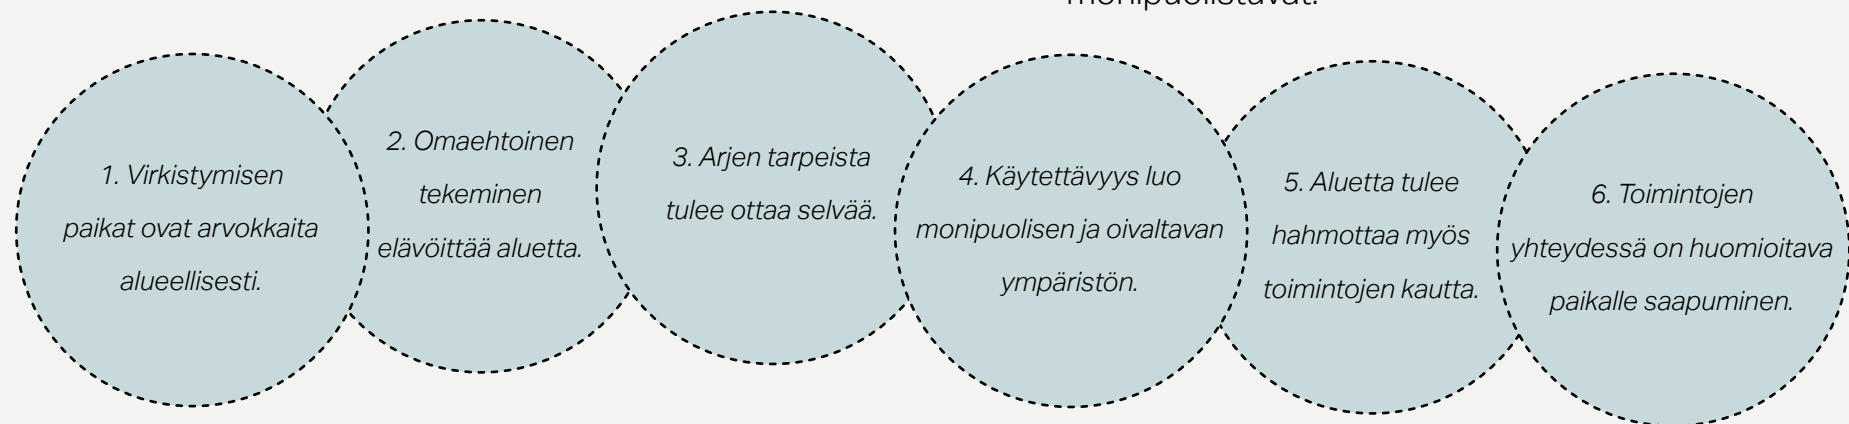 monipuolistavat.
1. Virkistymisen
paikat ovat arvokkaita
alueellisesti.
2. Omaehtoinen
tekeminen
elävöittää aluetta.
3. Arjen tarpeista
tulee ottaa selvää.
4. Käytettävyys luo
monipuolisen ja oivaltavan
ympäristön.
5. Aluetta tulee
hahmottaa myös
toimintojen kautta.
6. Toimintojen
yhteydessä on huomioitava
paikalle saapuminen.